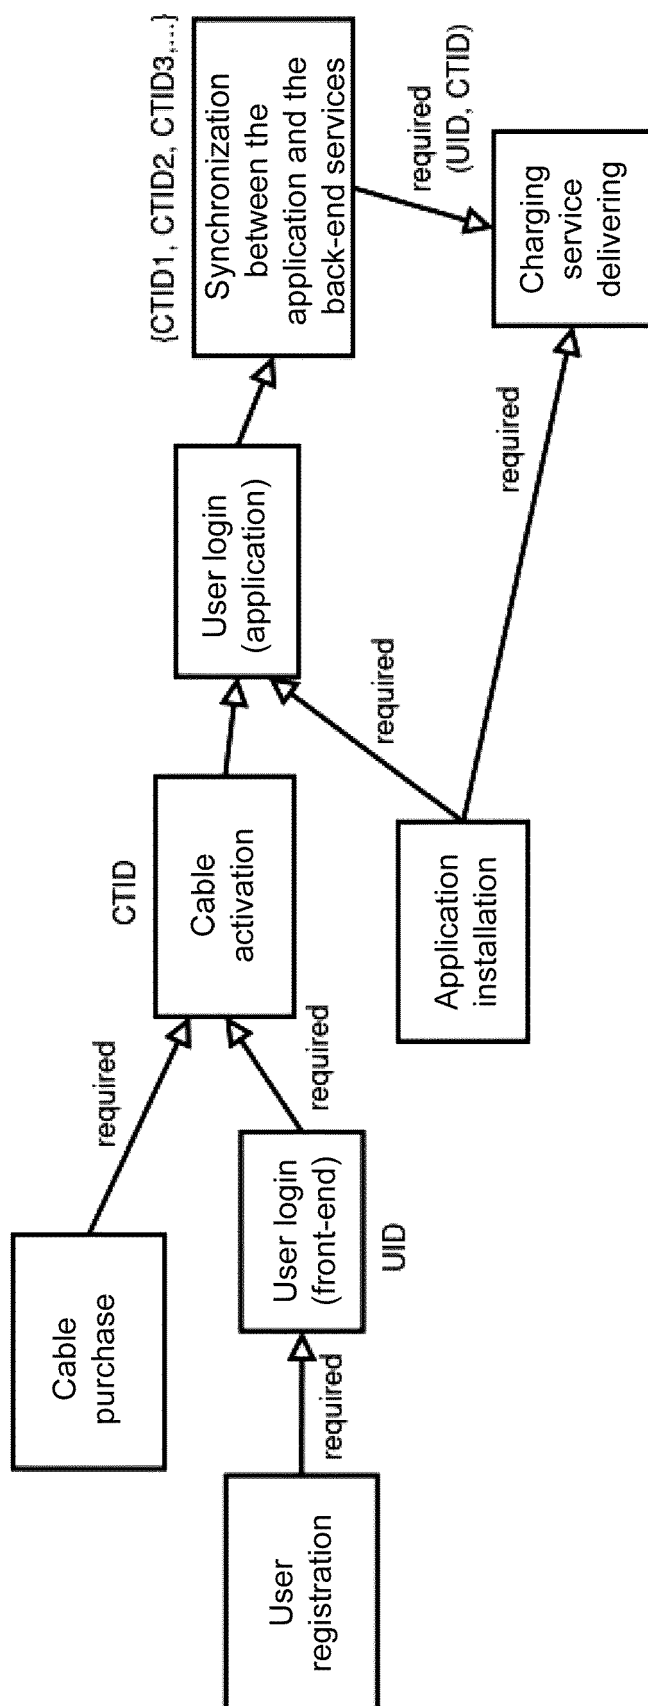 {CTID1, CTID2, CTID3,...}
Synchronization
between the
application and the
back-end services
required
(UID, CTID)
Charging
service
delivering
required
User login
(application)
required
CTID
Cable
activation
Application
installation
required
required
Cable
purchase
User login
(front-end)
UID
required
User
registration